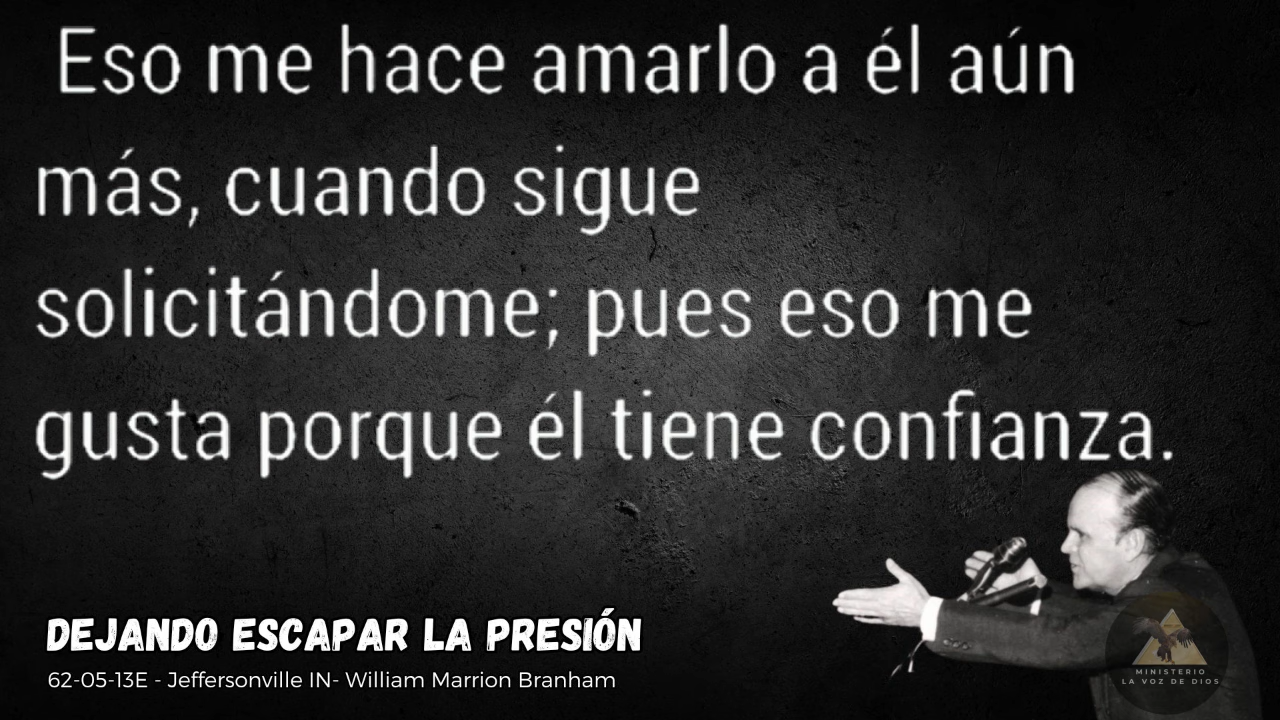 Eso me hace amarlo a él aún
más, cuando sigue
solicitándome; pues eso me
gusta porque él tiene confianza.
DEJANDO ESCAPAR LA PRESIÓN
62-05-13E - Jeffersonville IN- William Marrion Branham
MINISTERIO
LA VOZ DE DIOS